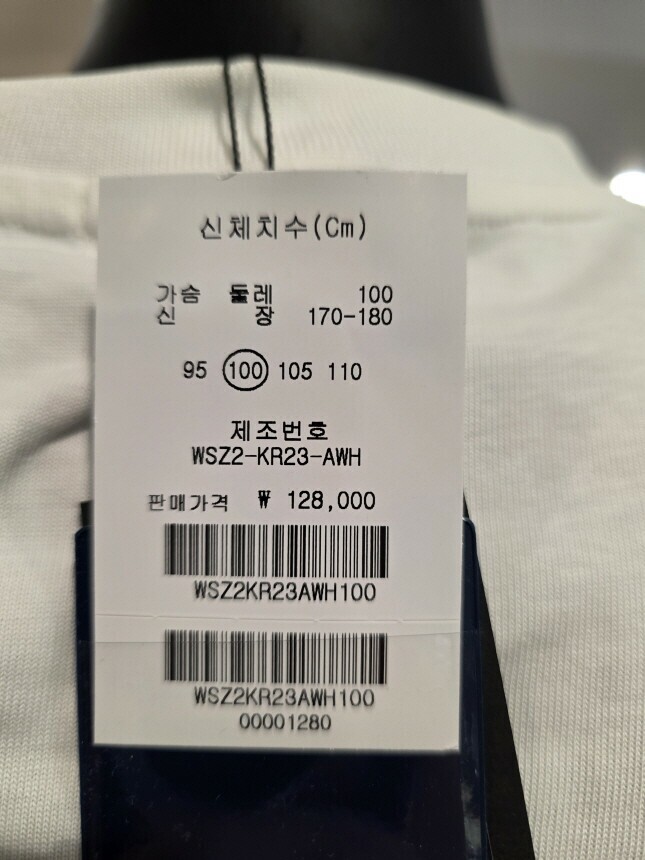 신체치수(Cm)
가슴 둘레 100
신 장 170-180
95 100 105 110
제조번호
WSZ2-KR23-AWH
판매가격 ₩ 128,000
WSZ2KR23AWH100
WSZ2KR23AWH100
00001280